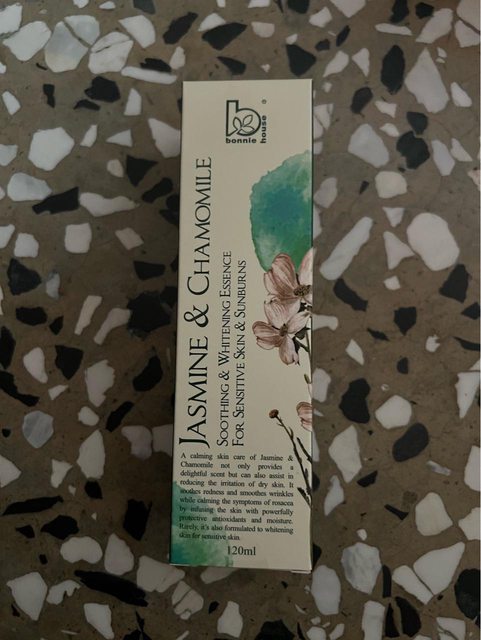 b ®
bonnie
house
JASMINE & CHAMOMILE
SOOTHING & WHITENING ESSENCE
FOR SENSITIVE SKIN & SUNBURNS
A calming skin care of Jasmine &
Chamomile not only provides a
delightful scent but can also assist in
reducing the irritation of dry skin. It
soothes redness and smoothes wrinkles
while calming the symptoms of rosacea
by infusing the skin with powerfully
protective antioxidants and moisture.
Rarely, it's also formulated to whitening
skin for sensitive skin.
120ml